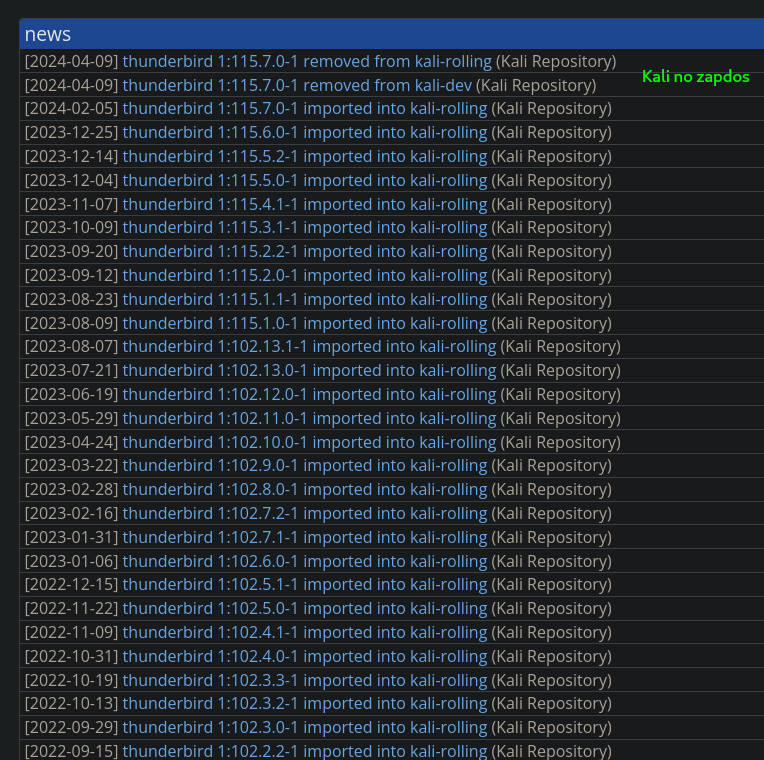 news
[2024-04-09] thunderbird 1:115.7.0-1 removed from kali-rolling (Kali Repository)
Kali no zapdos
[2024-04-09] thunderbird 1:115.7.0-1 removed from kali-dev (Kali Repository)
[2024-02-05] thunderbird 1:115.7.0-1 imported into kali-rolling (Kali Repository)
[2023-12-25] thunderbird 1:115.6.0-1 imported into kali-rolling (Kali Repository)
[2023-12-14] thunderbird 1:115.5.2-1 imported into kali-rolling (Kali Repository)
[2023-12-04] thunderbird 1:115.5.0-1 imported into kali-rolling (Kali Repository)
[2023-11-07] thunderbird 1:115.4.1-1 imported into kali-rolling (Kali Repository)
[2023-10-09] thunderbird 1:115.3.1-1 imported into kali-rolling (Kali Repository)
[2023-09-20] thunderbird 1:115.2.2-1 imported into kali-rolling (Kali Repository)
[2023-09-12] thunderbird 1:115.2.0-1 imported into kali-rolling (Kali Repository)
[2023-08-23] thunderbird 1:115.1.1-1 imported into kali-rolling (Kali Repository)
[2023-08-09] thunderbird 1:115.1.0-1 imported into kali-rolling (Kali Repository)
[2023-08-07] thunderbird 1:102.13.1-1 imported into kali-rolling (Kali Repository)
[2023-07-21] thunderbird 1:102.13.0-1 imported into kali-rolling (Kali Repository)
[2023-06-19] thunderbird 1:102.12.0-1 imported into kali-rolling (Kali Repository)
[2023-05-29] thunderbird 1:102.11.0-1 imported into kali-rolling (Kali Repository)
[2023-04-24] thunderbird 1:102.10.0-1 imported into kali-rolling (Kali Repository)
[2023-03-22] thunderbird 1:102.9.0-1 imported into kali-rolling (Kali Repository)
[2023-02-28] thunderbird 1:102.8.0-1 imported into kali-rolling (Kali Repository)
[2023-02-16] thunderbird 1:102.7.2-1 imported into kali-rolling (Kali Repository)
[2023-01-31] thunderbird 1:102.7.1-1 imported into kali-rolling (Kali Repository)
[2023-01-06] thunderbird 1:102.6.0-1 imported into kali-rolling (Kali Repository)
[2022-12-15] thunderbird 1:102.5.1-1 imported into kali-rolling (Kali Repository)
[2022-11-22] thunderbird 1:102.5.0-1 imported into kali-rolling (Kali Repository)
[2022-11-09] thunderbird 1:102.4.1-1 imported into kali-rolling (Kali Repository)
[2022-10-31] thunderbird 1:102.4.0-1 imported into kali-rolling (Kali Repository)
[2022-10-19] thunderbird 1:102.3.3-1 imported into kali-rolling (Kali Repository)
[2022-10-13] thunderbird 1:102.3.2-1 imported into kali-rolling (Kali Repository)
[2022-09-29] thunderbird 1:102.3.0-1 imported into kali-rolling (Kali Repository)
[2022-09-15] thunderbird 1:102.2.2-1 imported into kali-rolling (Kali Repository)